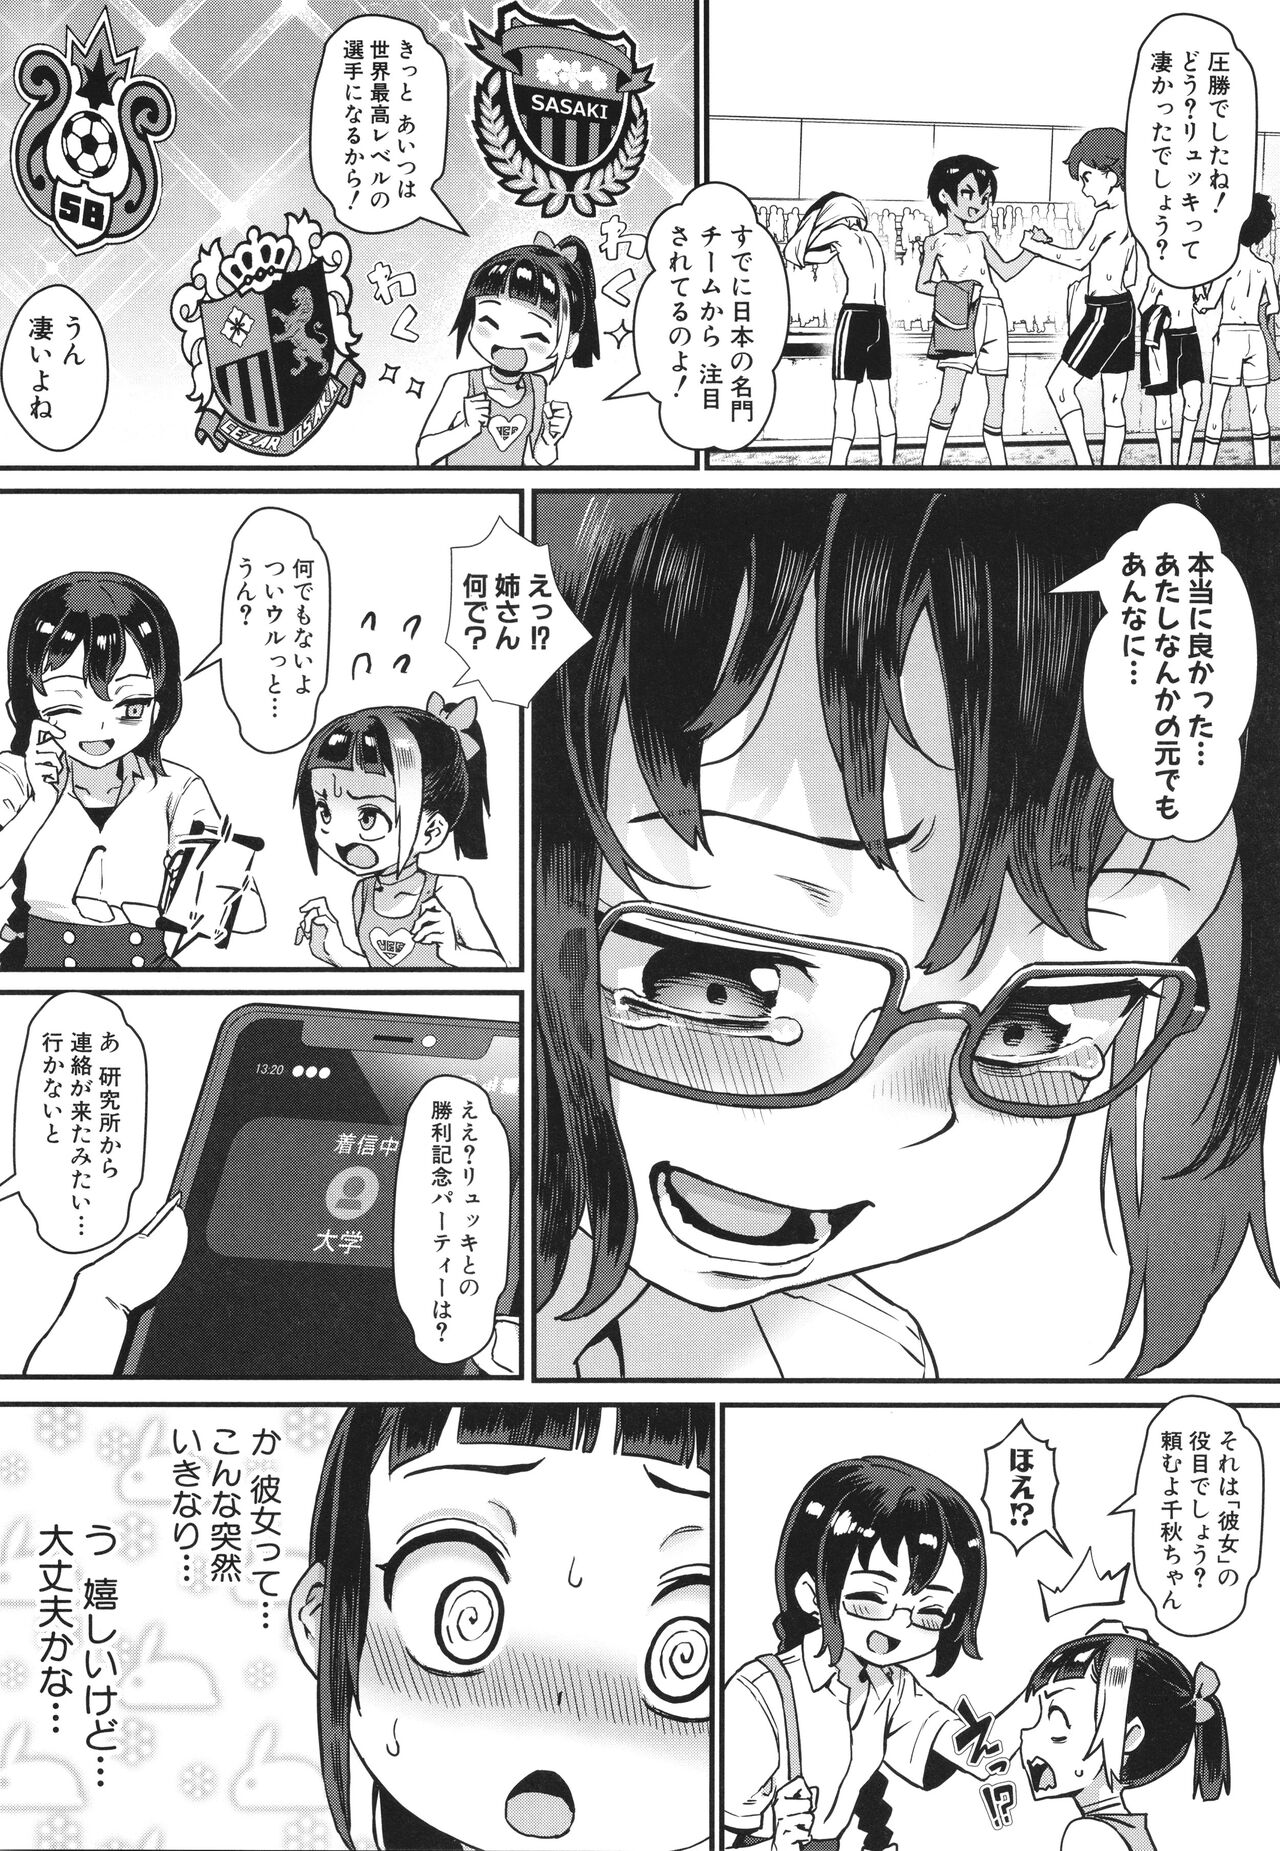 圧勝でしたね！
どう？リュッキって
凄かったでしょう？
すでに日本の名門
チームから 注目
されてるのよ！
SASAKI
きっと あいつは
世界最高レベルの
選手になるから！
わく
わく
VEF
SB
CEZAR OSAKA
うん
凄いよね
本当に良かった…
あたしなんかの元でも
あんなに…
えっ!?
姉さん
何で？
何でもないよ
ついウルっと…
うん？
ええ？リュッキとの
勝利記念パーティーは？
13:20
着信中
大学
あ 研究所から
連絡が来たみたい…
行かないと
それは「彼女」の
役目でしょう？
頼むよ千秋ちゃん
ほえ!?
!?
か 彼女って…
こんな突然
いきなり…
う 嬉しいけど…
大丈夫かな…